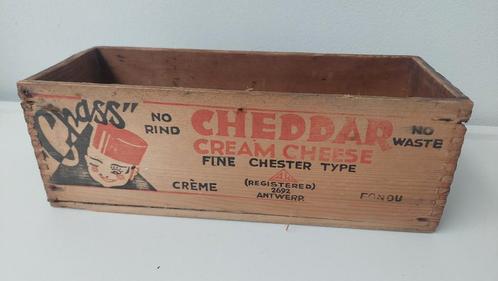 Chass"
NO RIND
CHEDDAR
NO WASTE
CREAM CHEESE
FINE CHESTER TYPE
CRÈME
(REGISTERED)
2692
ANTWERP.
FONDU